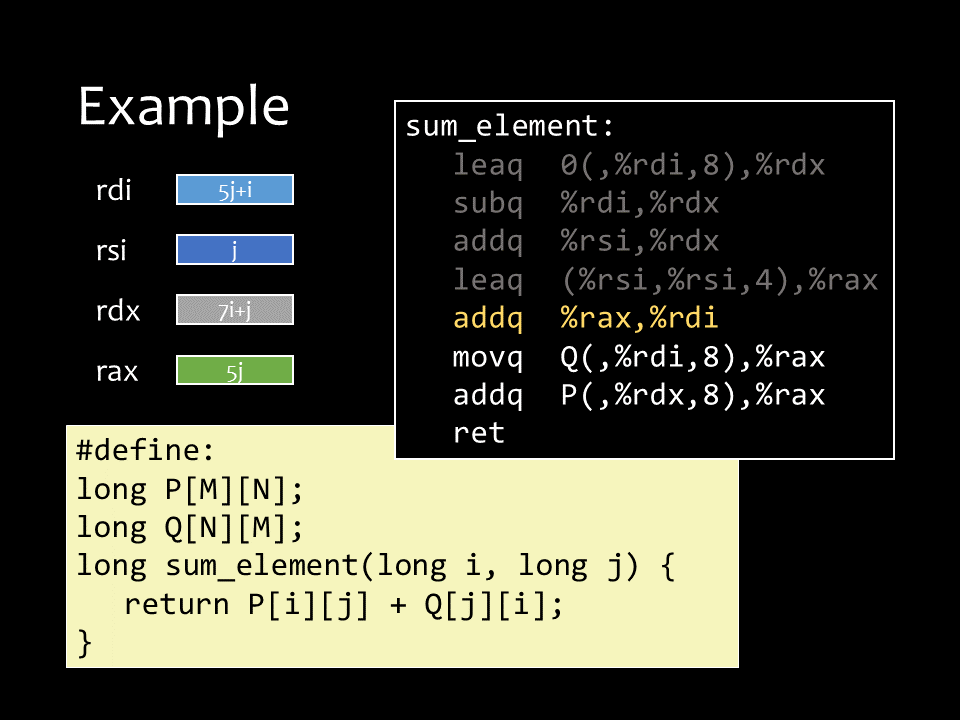 Example
rdi 5j+i
rsi j
rdx 7i+j
rax 5j
sum_element:
leaq 0(,%rdi,8),%rdx
subq %rdi,%rdx
addq %rsi,%rdx
leaq (%rsi,%rsi,4),%rax
addq %rax,%rdi
movq Q(,%rdi,8),%rax
addq P(,%rdx,8),%rax
ret
#define:
long P[M][N];
long Q[N][M];
long sum_element(long i, long j) {
return P[i][j] + Q[j][i];
}